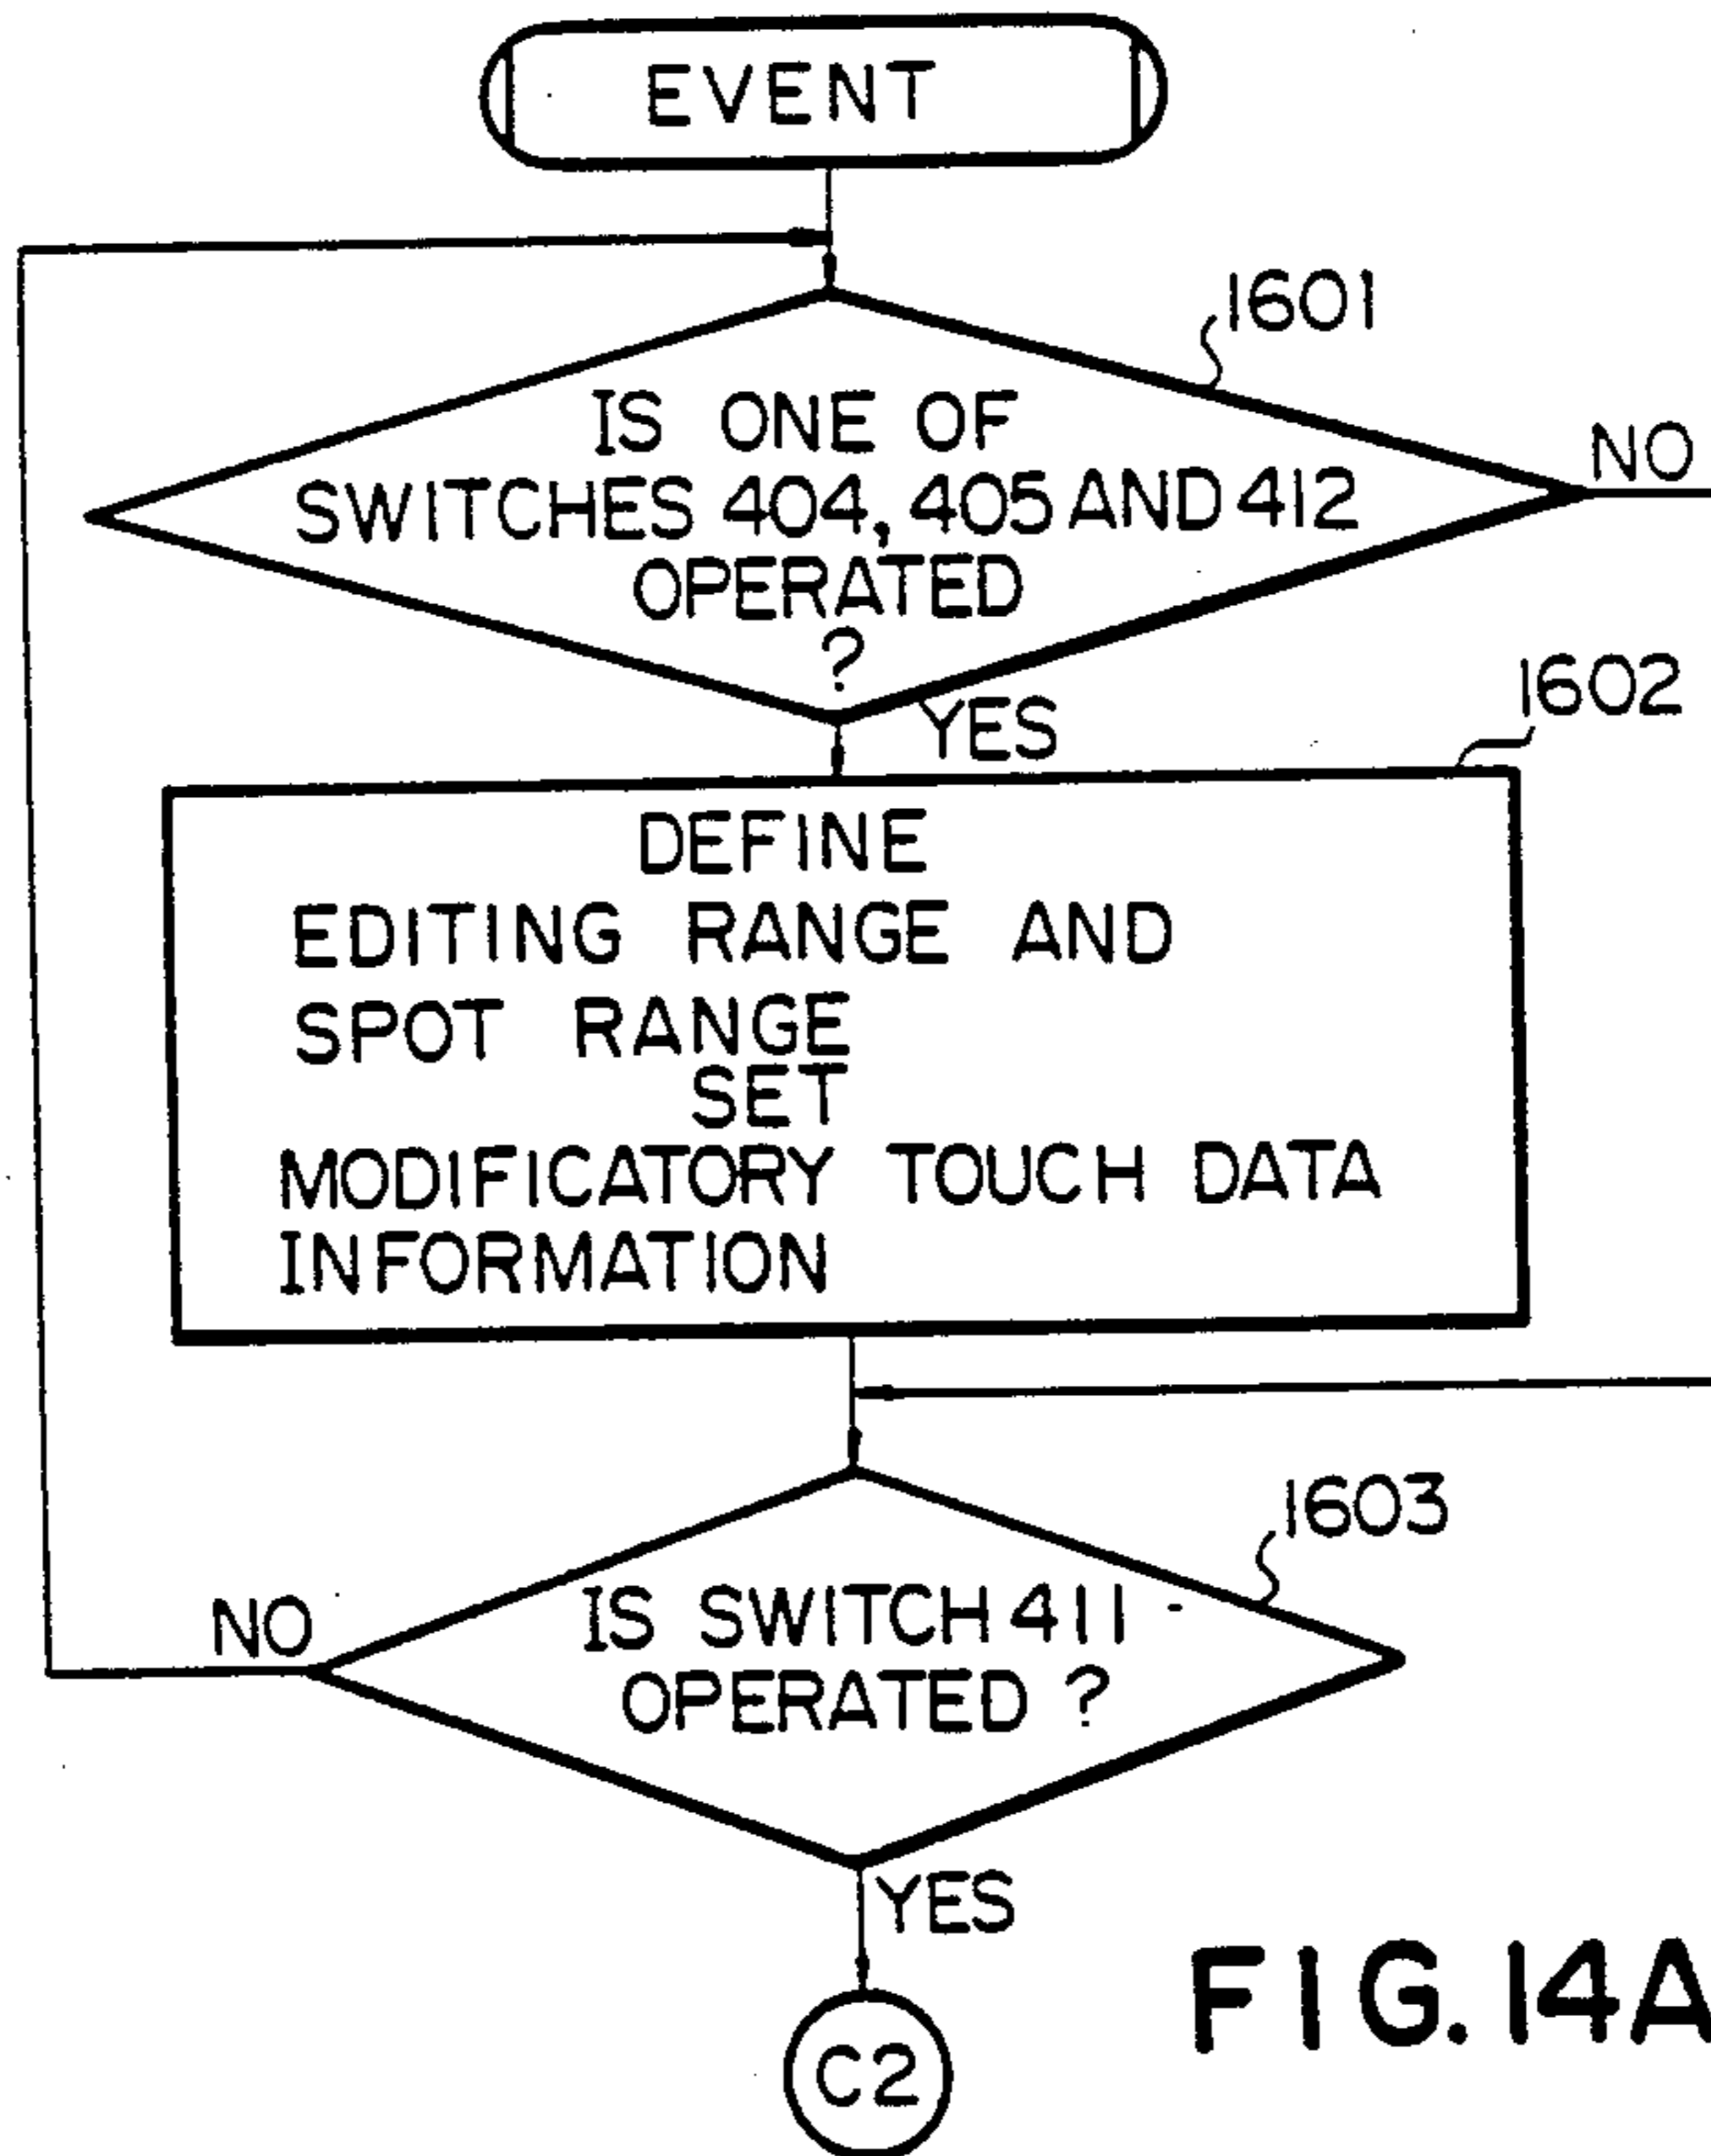 EVENT
1601
IS ONE OF
SWITCHES 404, 405 AND 412
OPERATED
?
NO
YES
1602
DEFINE
EDITING RANGE AND
SPOT RANGE
SET
MODIFICATORY TOUCH DATA
INFORMATION
1603
IS SWITCH 411
OPERATED ?
NO
YES
C2
FIG. 14A